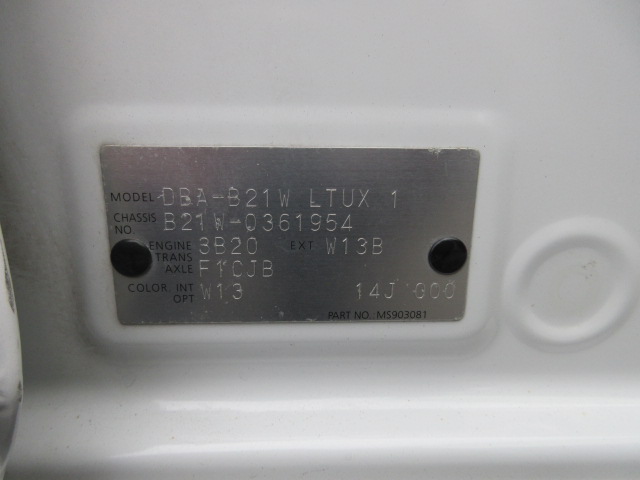 MODEL DBA-B21W LTUX 1
CHASSIS NO. B21W-0361954
ENGINE 3B20 EXT W13B
TRANS AXLE F1CJB
COLOR. INT OPT W13 14J 000
PART NO.: MS903081